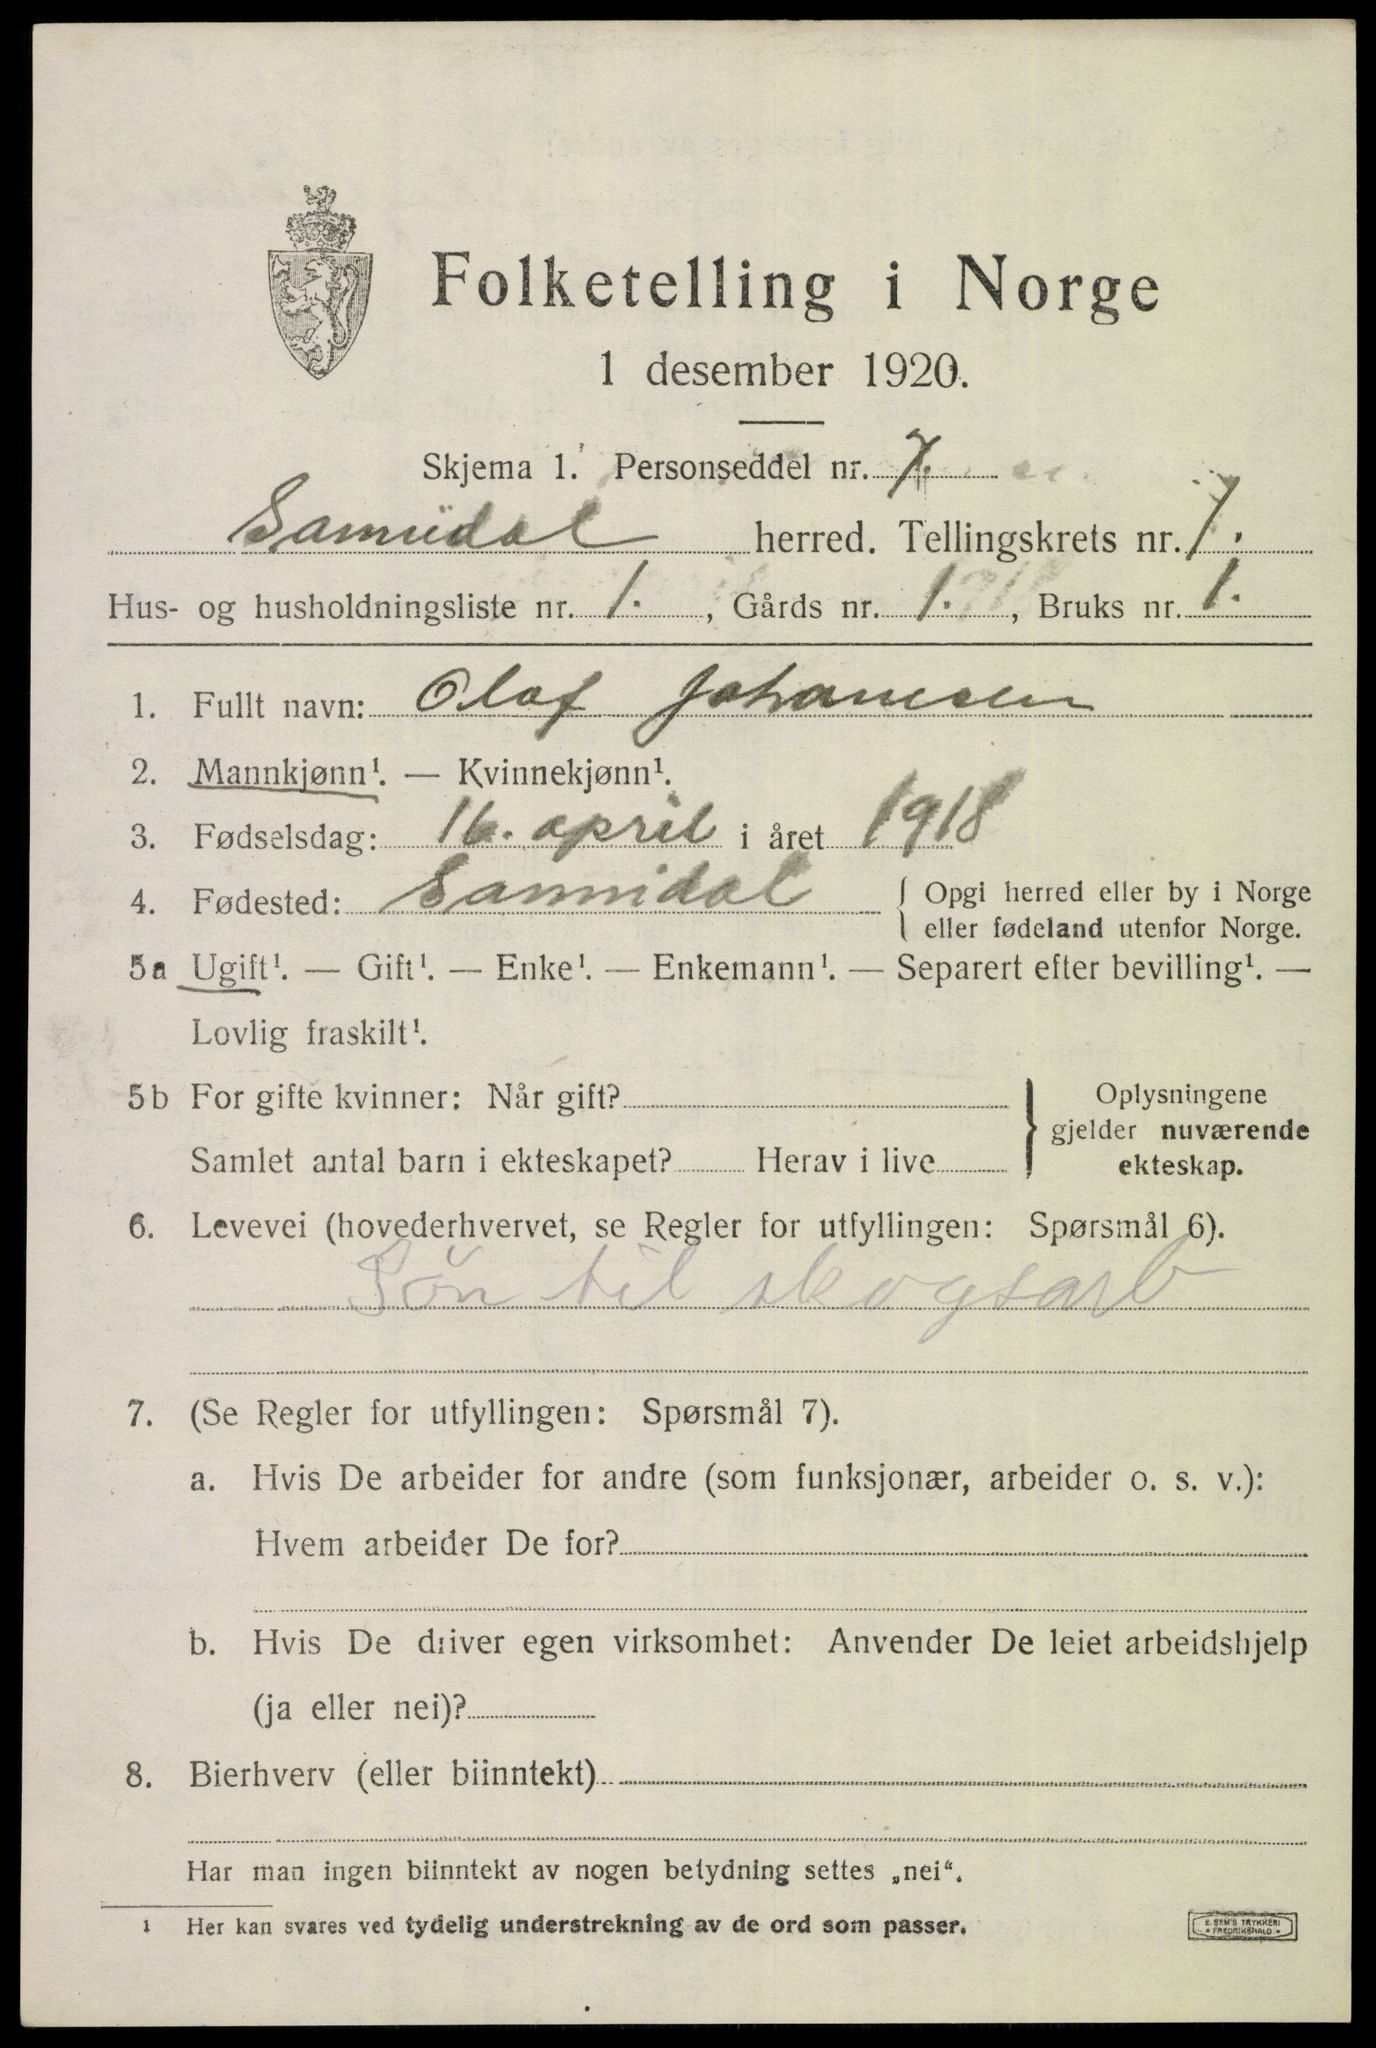 Folketelling i Norge
1 desember 1920.
Skjema 1. Personseddel nr. 7.
Sannidal herred. Tellingskrets nr. 7.
Hus- og husholdningsliste nr. 1. , Gårds nr. 1. , Bruks nr. 1.
1. Fullt navn: Olaf Johannesen
2. Mannkjønn¹. — Kvinnekjønn¹.
3. Fødselsdag: 16. april i året 1918
4. Fødested: Sannidal { Opgi herred eller by i Norge
eller fødeland utenfor Norge.
5a Ugift¹. — Gift¹. — Enke¹. — Enkemann¹. — Separert efter bevilling¹. —
Lovlig fraskilt¹.
5b For gifte kvinner: Når gift? } Oplysningene
gjelder nuværende
Samlet antal barn i ekteskapet? Herav i live
ekteskap.
6. Levevei (hovederhvervet, se Regler for utfyllingen: Spørsmål 6).
Søn til skogsarb
7. (Se Regler for utfyllingen: Spørsmål 7).
a. Hvis De arbeider for andre (som funksjonær, arbeider o. s. v.):
Hvem arbeider De for?
b. Hvis De driver egen virksomhet: Anvender De leiet arbeidshjelp
(ja eller nei)?
8. Bierhverv (eller biinntekt)
Har man ingen biinntekt av nogen betydning settes „nei“.
1 Her kan svares ved tydelig understrekning av de ord som passer.
E. SEM'S TRYKKERI
• FREDRIKSHALD •